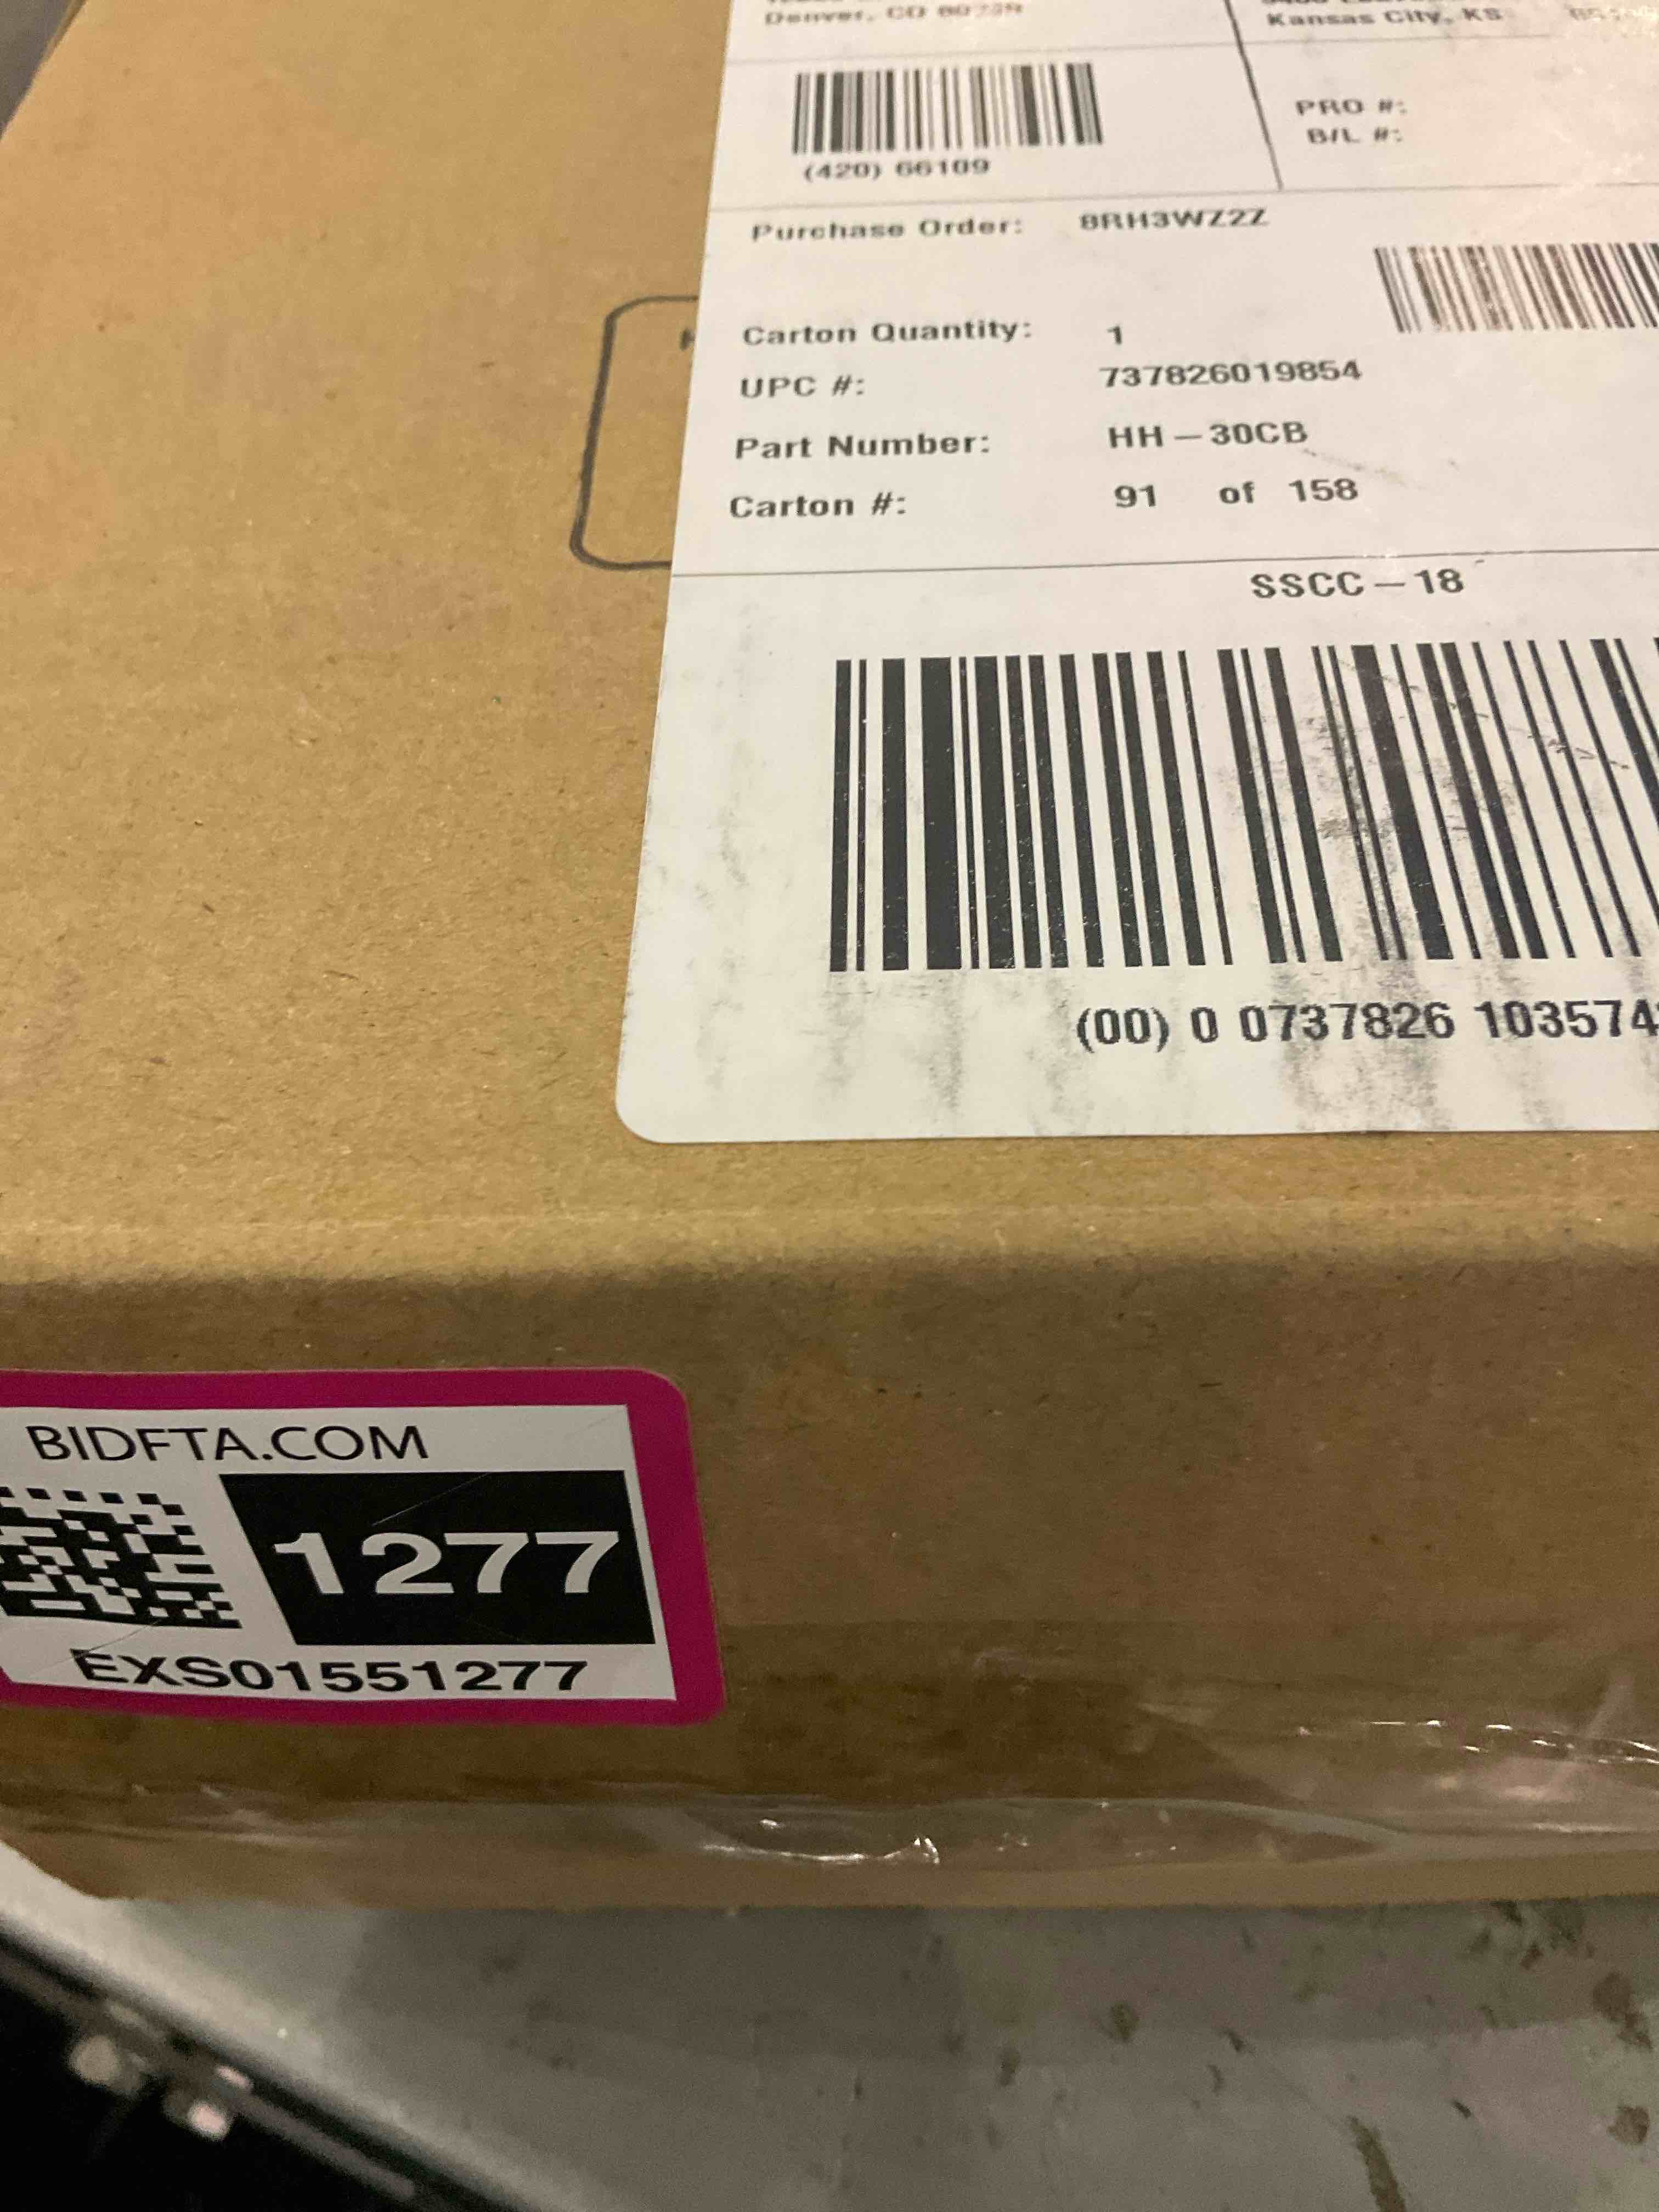 Denver, CO
Kansas City, KS
(420) 66109
PRO #:
B/L #:
Purchase Order: 8RH3WZ2Z
Carton Quantity: 1
UPC #: 737826019854
Part Number: HH-30CB
Carton #: 91 of 158
SSCC-18
(00) 0 0737826 103574
BIDFTA.COM
1277
EXS01551277